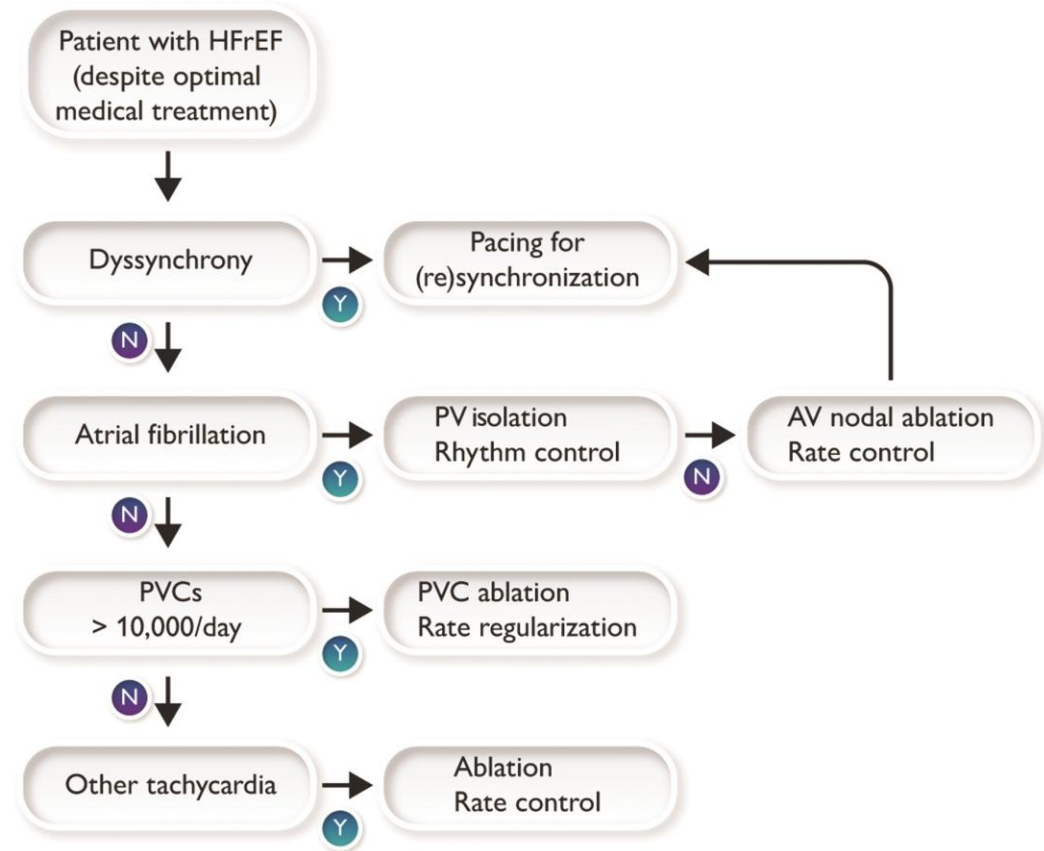 Patient with HFrEF
(despite optimal
medical treatment)
Dyssynchrony
Y
Pacing for
(re)synchronization
N
Atrial fibrillation
Y
PV isolation
Rhythm control
N
AV nodal ablation
Rate control
N
PVCs
> 10,000/day
Y
PVC ablation
Rate regularization
N
Other tachycardia
Y
Ablation
Rate control